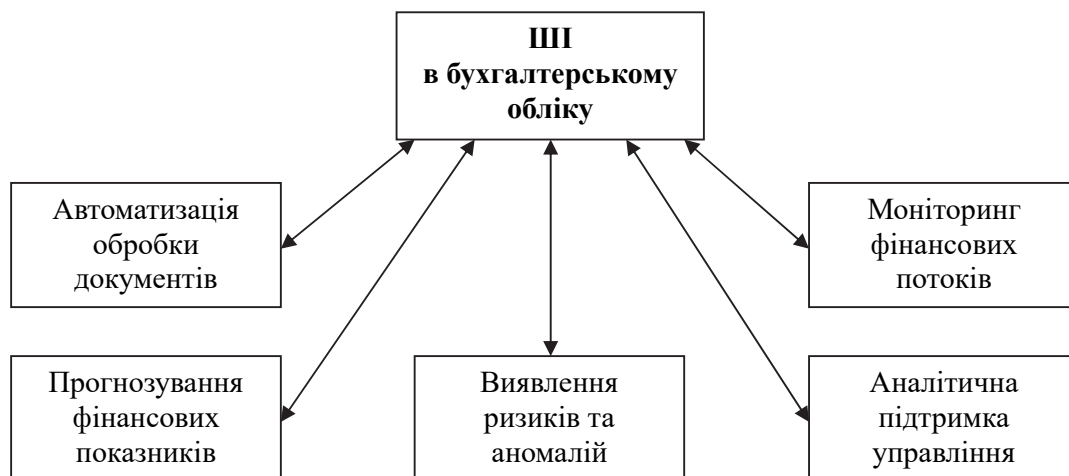 ШІ
в бухгалтерському
обліку
Автоматизація
обробки
документів
Моніторинг
фінансових
потоків
Прогнозування
фінансових
показників
Виявлення
ризиків та
аномалій
Аналітична
підтримка
управління